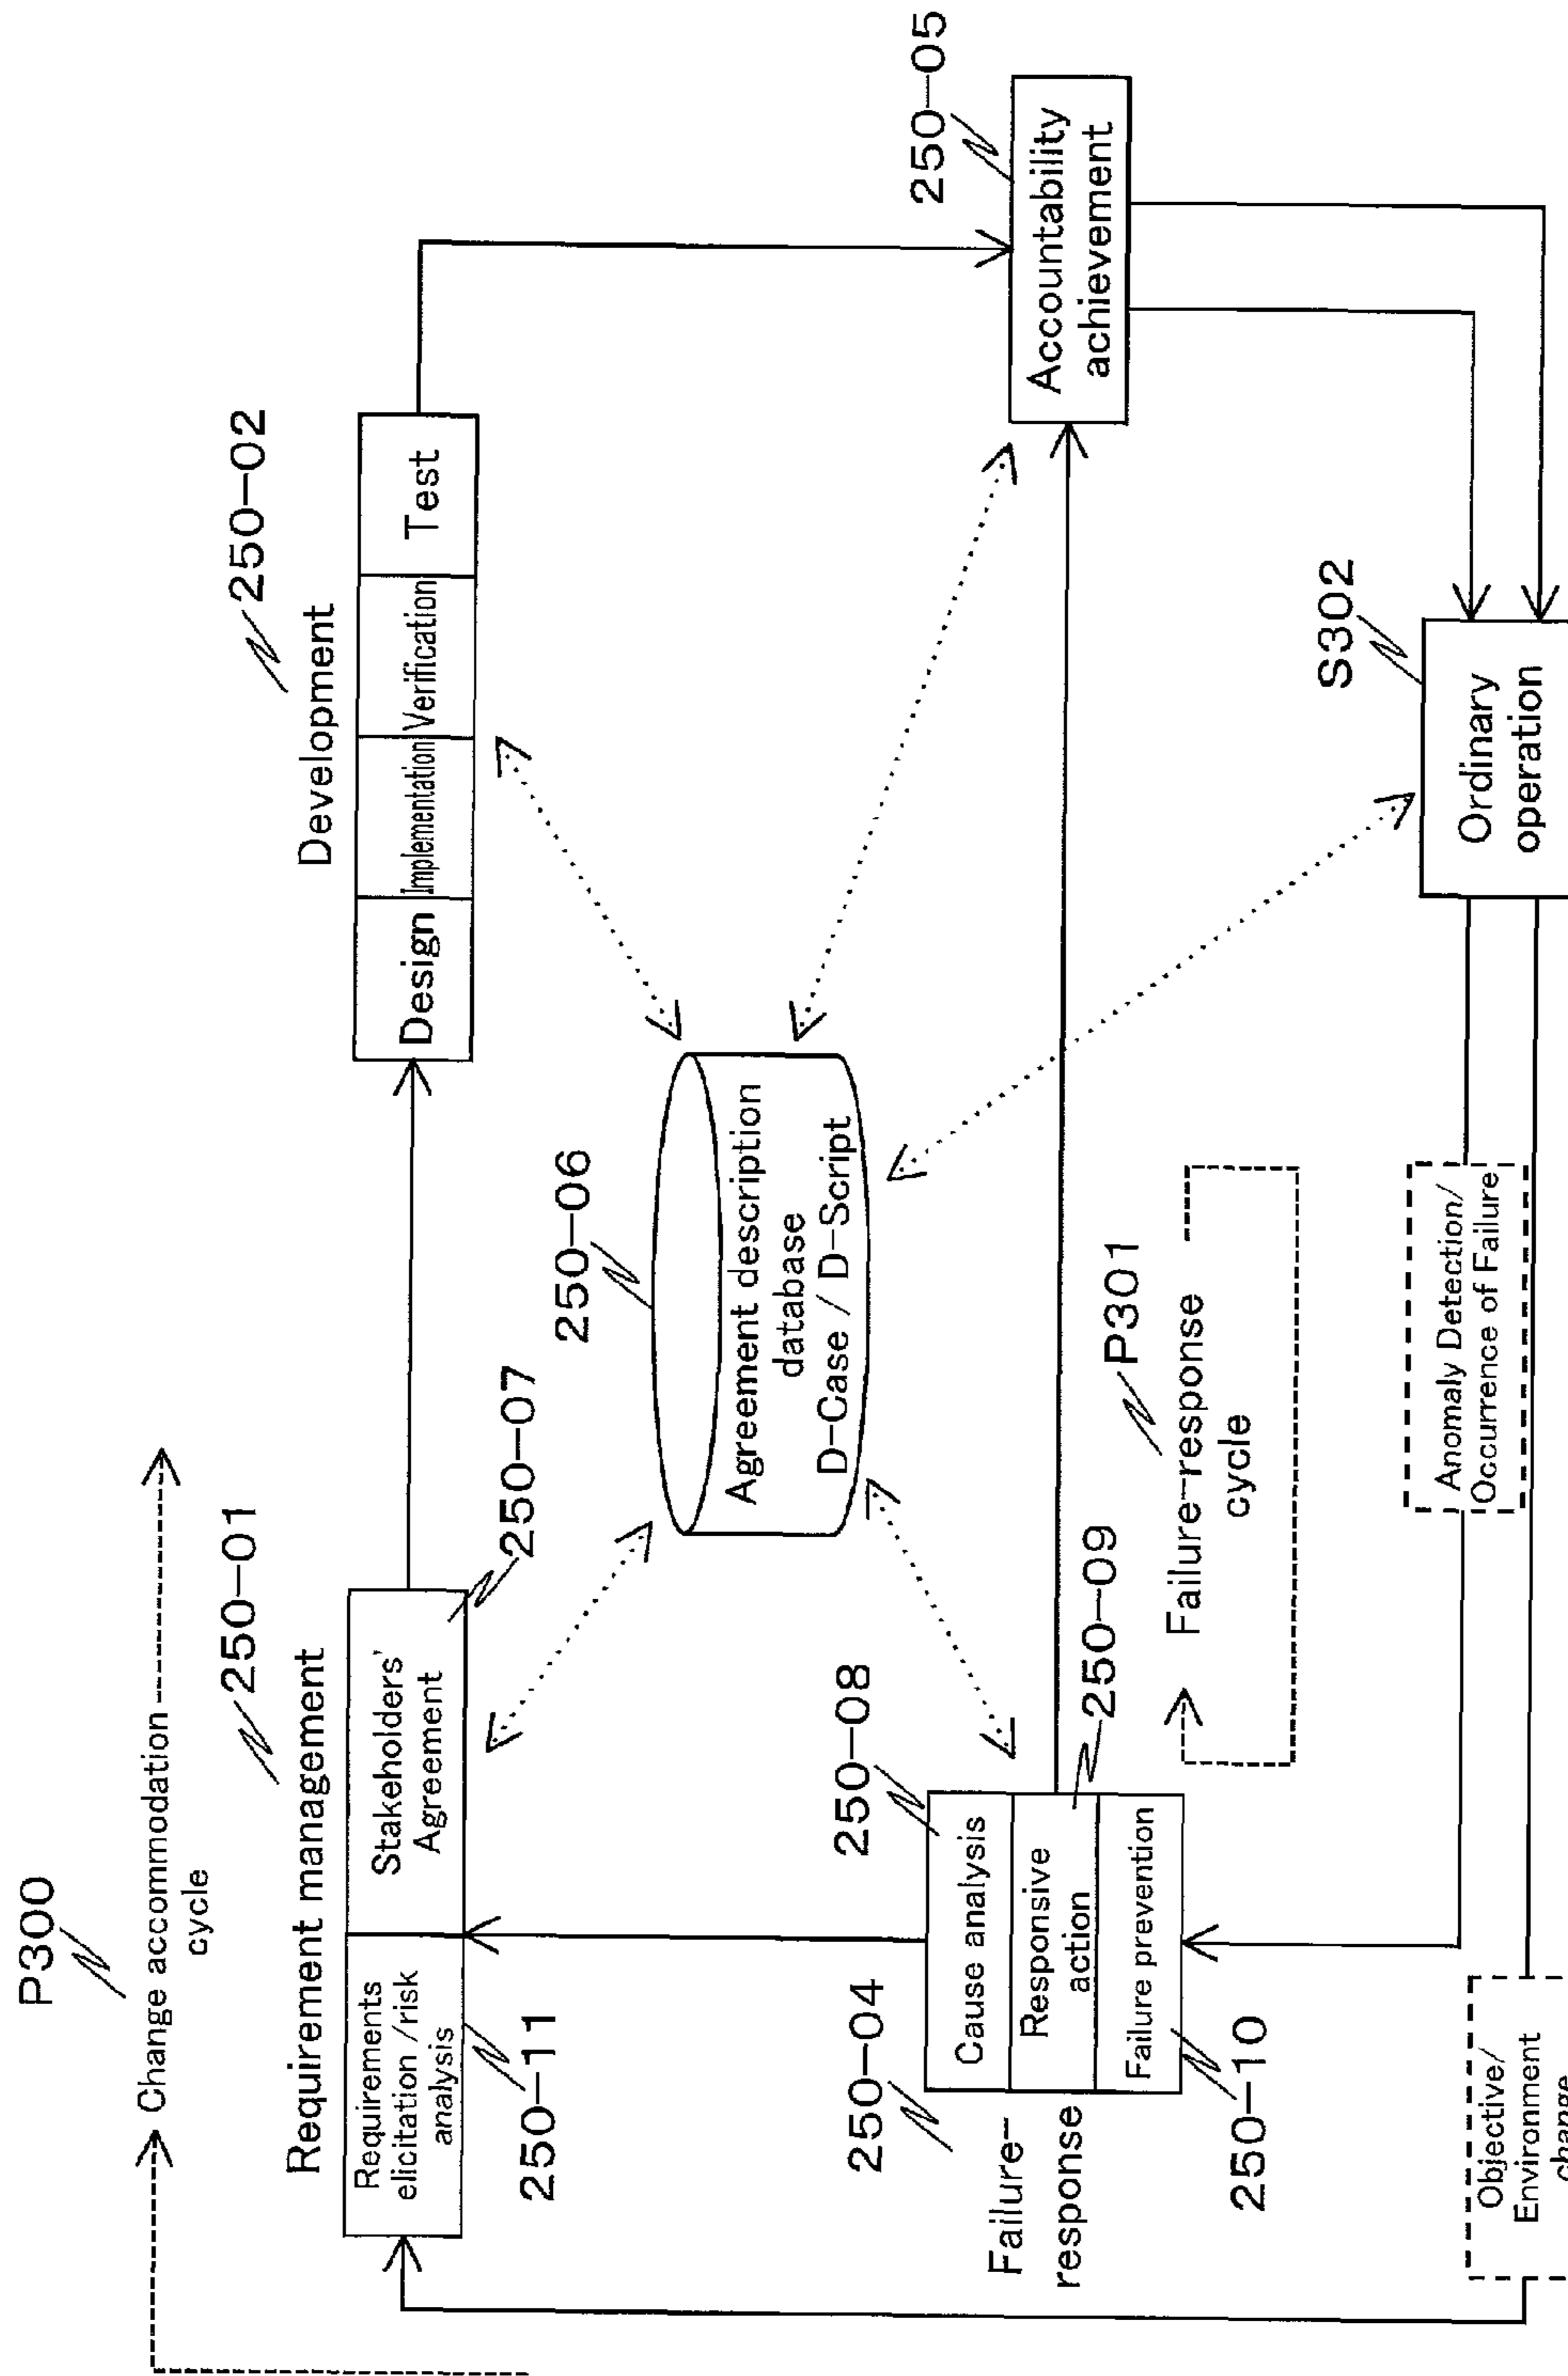 P300
Change accommodation
cycle
Requirement management
250-01
Requirements
elicitation / risk
analysis
250-11
Stakeholders'
Agreement
250-07
Development
250-02
Design
Implementation
Verification
Test
250-06
Agreement description
database
D-Case / D-Script
250-04
Failure-
response
250-08
Cause analysis
Responsive
action
250-09
Failure prevention
250-10
P301
Failure-response
cycle
250-05
Accountability
achievement
S302
Ordinary
operation
Anomaly Detection/
Occurrence of Failure
Objective/
Environment
change